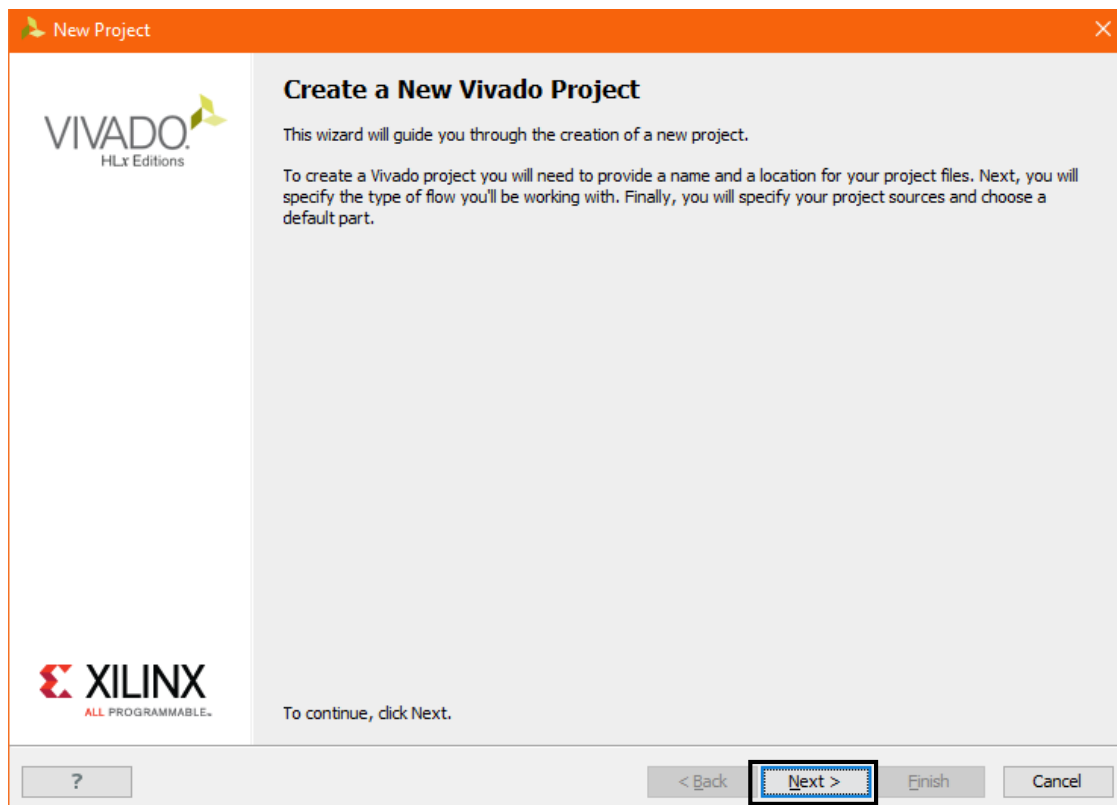 New Project
VIVADO.
HLx Editions
Create a New Vivado Project
This wizard will guide you through the creation of a new project.
To create a Vivado project you will need to provide a name and a location for your project files. Next, you will
specify the type of flow you'll be working with. Finally, you will specify your project sources and choose a
default part.
XILINX
ALL PROGRAMMABLE.
To continue, click Next.
?
< Back
Next >
Finish
Cancel